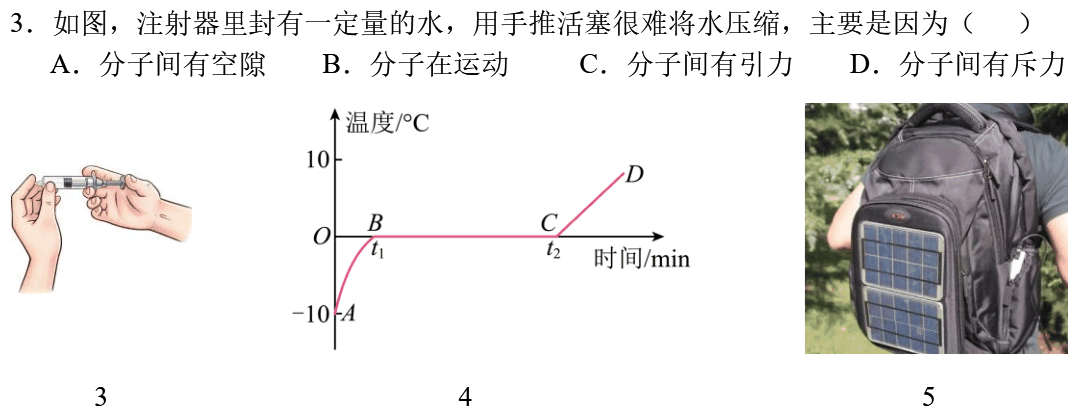 3．如图，注射器里封有一定量的水，用手推活塞很难将水压缩，主要是因为（　　）
A．分子间有空隙　　B．分子在运动　　C．分子间有引力　　D．分子间有斥力
温度/°C
10
D
B
C
O
t₁
t₂
时间/min
−10
A
3
4
5